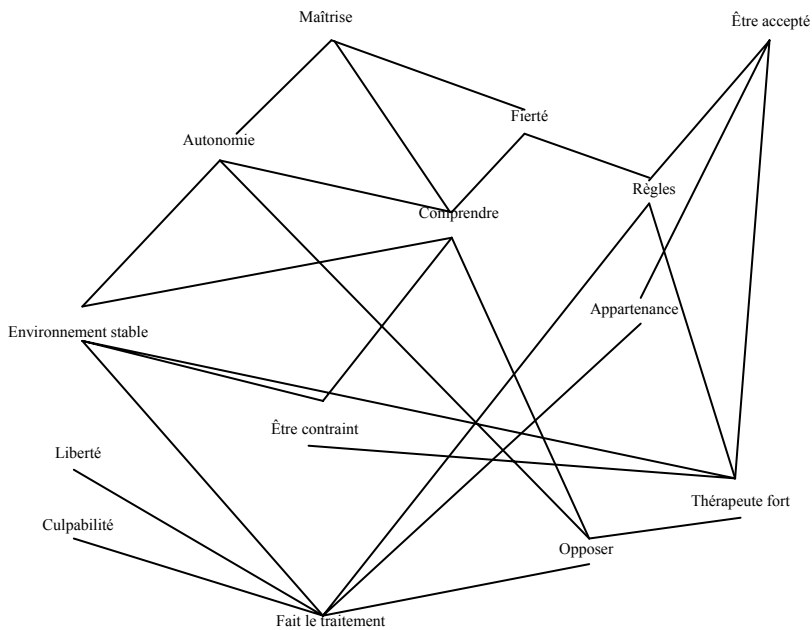 Maîtrise
Être accepté
Fierté
Autonomie
Règles
Comprendre
Appartenance
Environnement stable
Être contraint
Liberté
Thérapeute fort
Culpabilité
Opposer
Fait le traitement